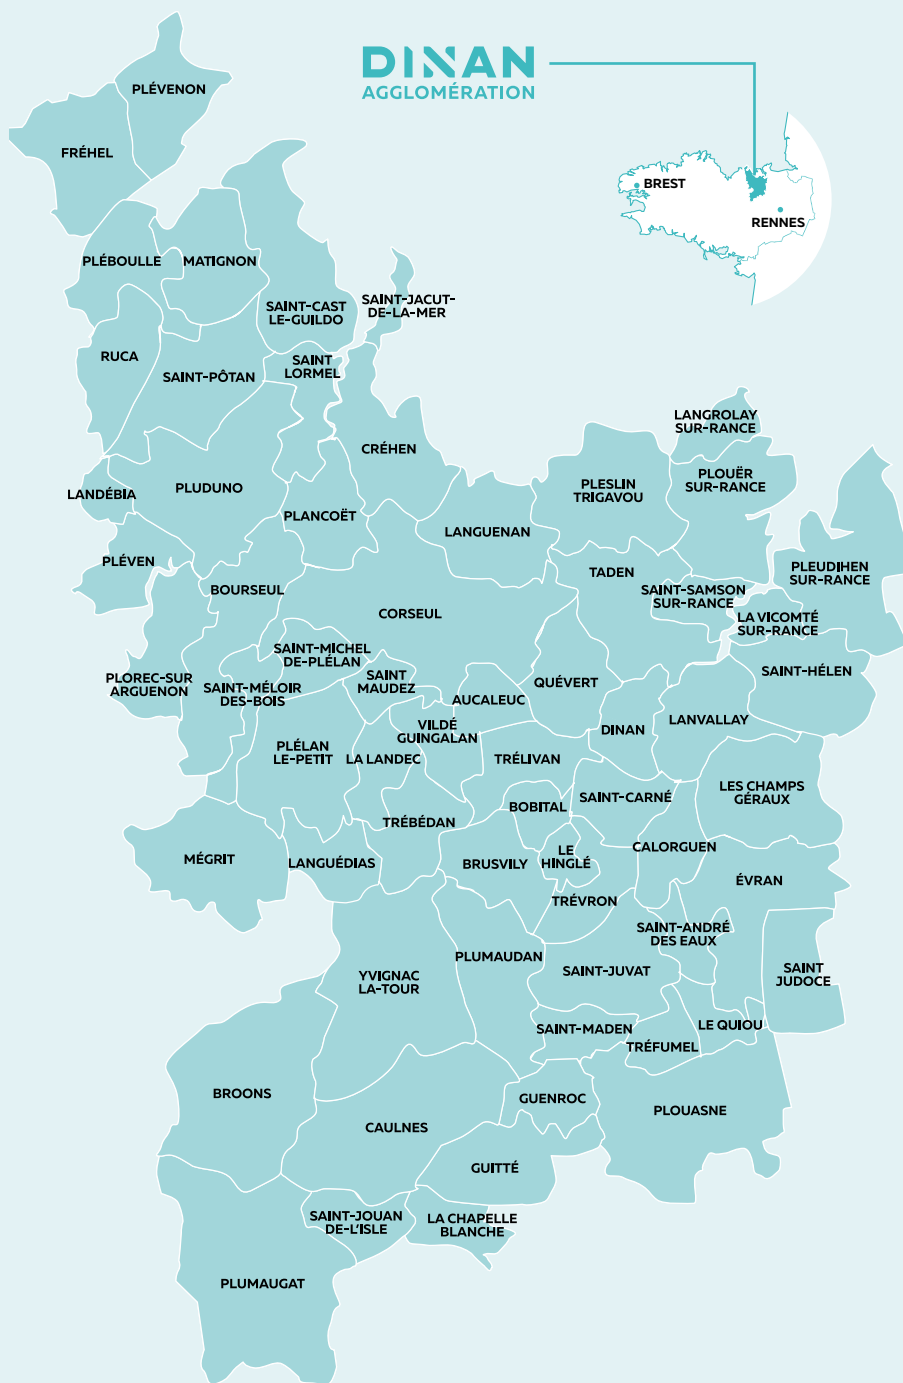 DINAN
AGGLOMÉRATION
PLÉVENON
FRÉHEL
BREST
RENNES
PLÉBOULLE
MATIGNON
SAINT-CAST
LE-GUILDO
SAINT-JACUT-
DE-LA-MER
RUCA
SAINT-PÔTAN
SAINT
LORMEL
LANGROLAY
SUR-RANCE
CRÉHEN
PLESLIN
TRIGAVOU
PLOUËR
SUR-RANCE
LANDÉBIA
PLUDUNO
PLANCOËT
LANGUENAN
PLÉVEN
TADEN
PLEUDIHEN
SUR-RANCE
BOURSEUL
SAINT-SAMSON
SUR-RANCE
CORSEUL
LA VICOMTÉ
SUR-RANCE
SAINT-MICHEL
DE-PLÉLAN
SAINT-HÉLEN
PLOREC-SUR
ARGUENON
SAINT-MÉLOIR
DES-BOIS
SAINT
MAUDEZ
AUCALEUC
QUÉVERT
LANVALLAY
VILDÉ
GUINGALAN
DINAN
PLÉLAN
LE-PETIT
LA LANDEC
TRÉLIVAN
LES CHAMPS
GÉRAUX
SAINT-CARNÉ
BOBITAL
TRÉBÉDAN
CALORGUEN
MÉGRIT
LANGUÉDIAS
BRUSVILY
LE
HINGLÉ
ÉVRAN
TRÉVRON
SAINT-ANDRÉ
DES EAUX
PLUMAUDAN
YVIGNAC
LA-TOUR
SAINT-JUVAT
SAINT
JUDOCE
SAINT-MADEN
LE QUIOU
TRÉFUMEL
BROONS
GUENROC
PLOUASNE
CAULNES
GUITTÉ
SAINT-JOUAN
DE-L'ISLE
LA CHAPELLE
BLANCHE
PLUMAUGAT